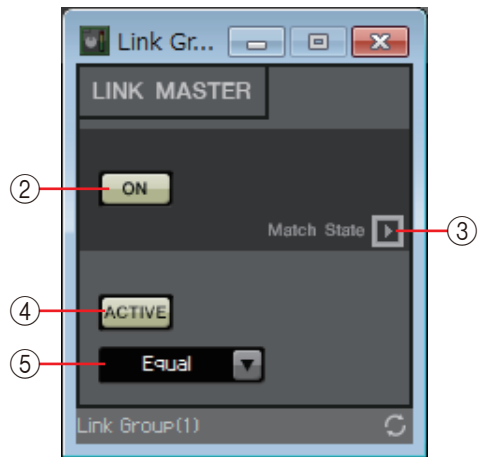 Link Gr...
LINK MASTER
② ON
Match State ③
④ ACTIVE
⑤ Equal
Link Group(1)